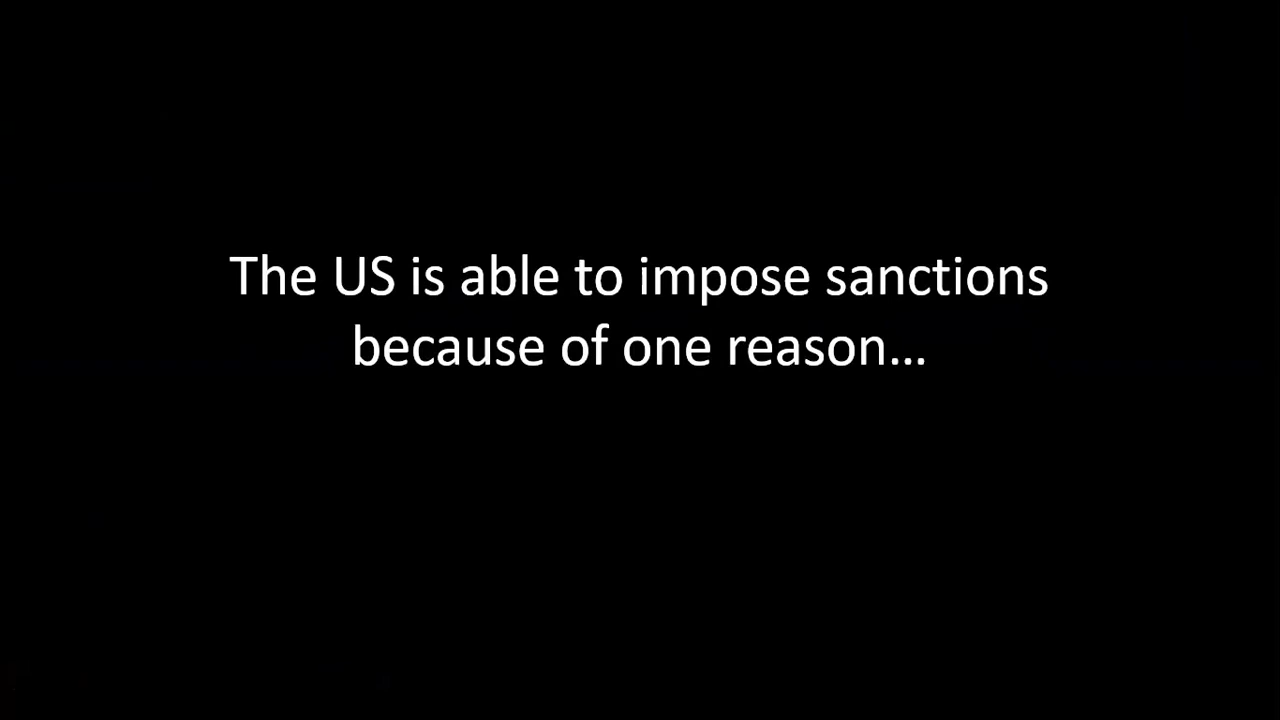 The US is able to impose sanctions
because of one reason...